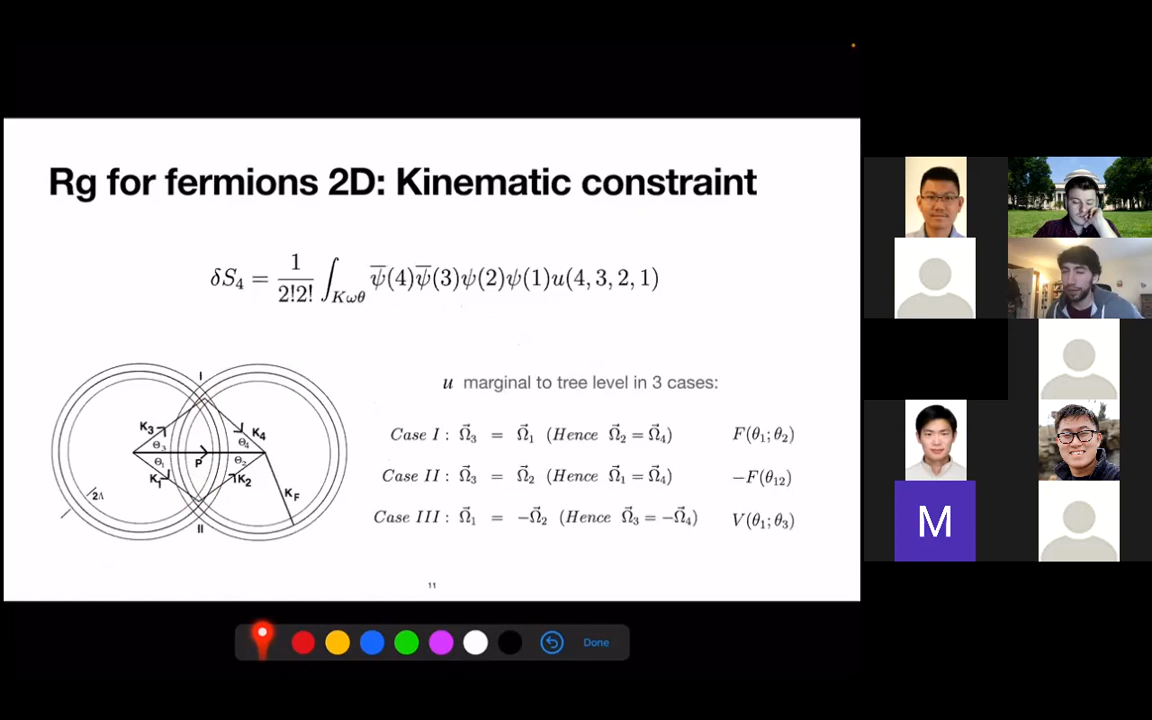 Rg for fermions 2D: Kinematic constraint
δS₄ = 1/2!2! ∫_{Kωθ} ψ̅(4)ψ̅(3)ψ(2)ψ(1)u(4, 3, 2, 1)
u marginal to tree level in 3 cases:
Case I : Ω⃗₃ = Ω⃗₁ (Hence Ω⃗₂ = Ω⃗₄) F(θ₁; θ₂)
Case II : Ω⃗₃ = Ω⃗₂ (Hence Ω⃗₁ = Ω⃗₄) −F(θ₁₂)
Case III : Ω⃗₁ = −Ω⃗₂ (Hence Ω⃗₃ = −Ω⃗₄) V(θ₁; θ₃)
I
K₃ K₄
Θ₃ Θ₄
P
Θ₁ Θ₂
K₁ K₂
2Λ K_F
II
11
M
Done